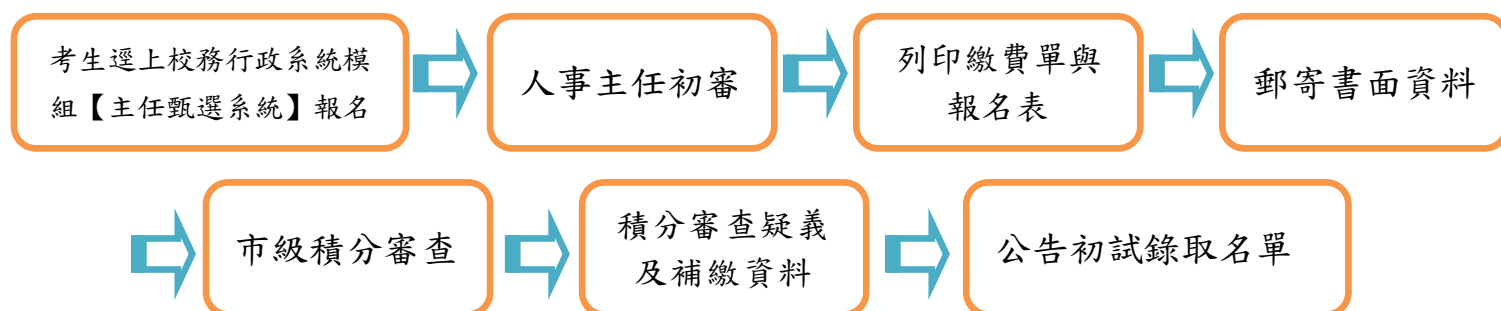 考生逕上校務行政系統模
組【主任甄選系統】報名
人事主任初審
列印繳費單與
報名表
郵寄書面資料
市級積分審查
積分審查疑義
及補繳資料
公告初試錄取名單